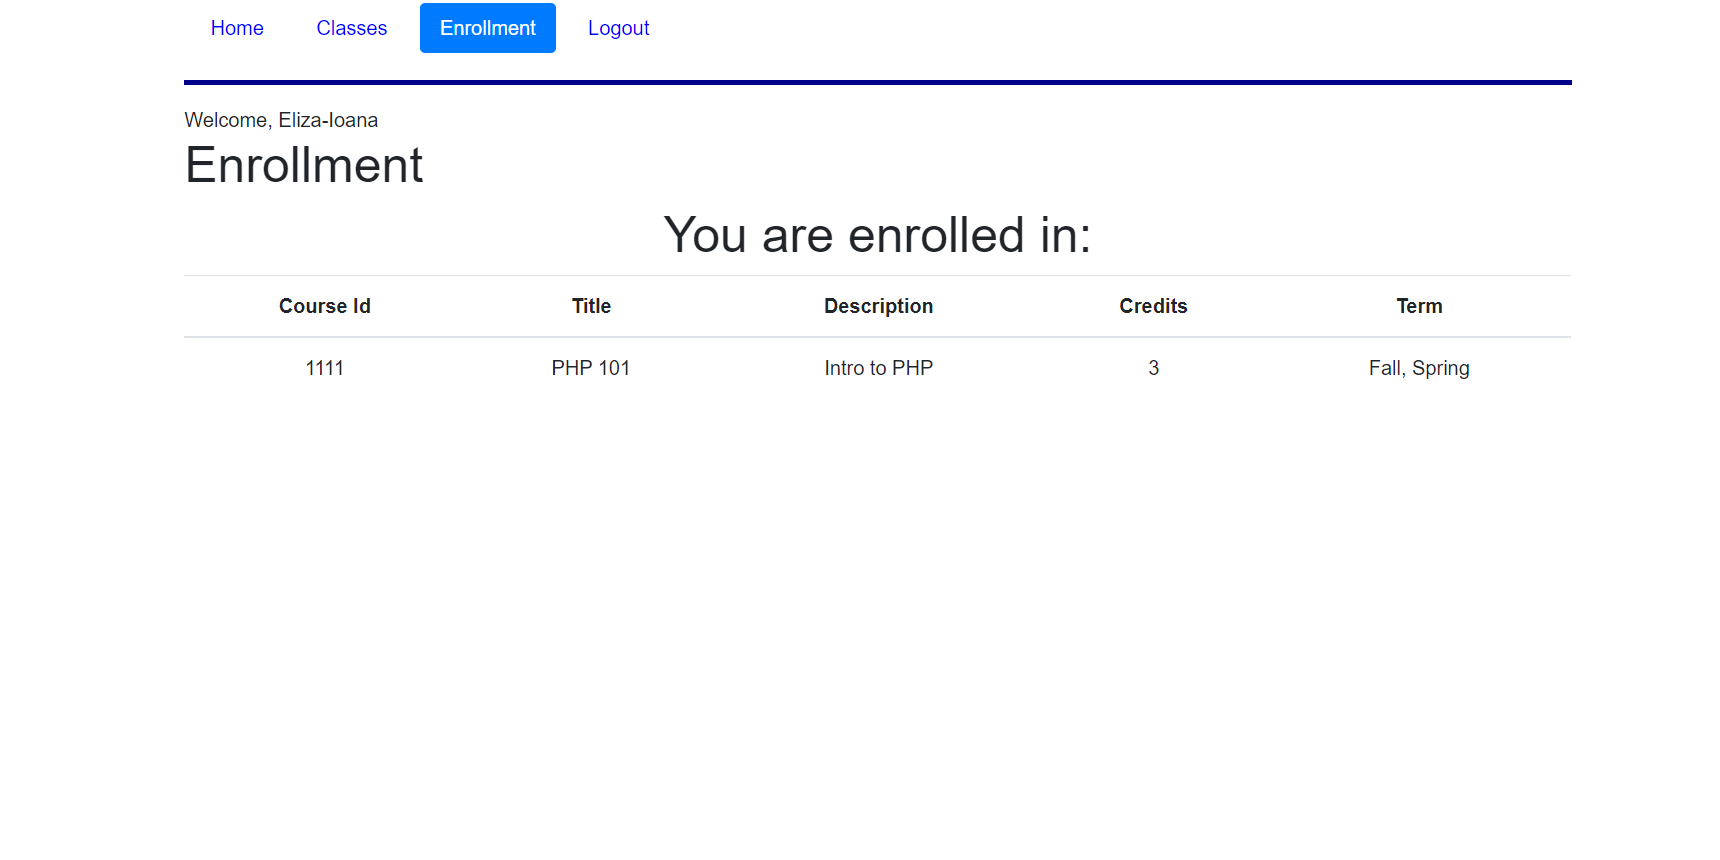 Home Classes Enrollment Logout
Welcome, Eliza-Ioana
Enrollment
You are enrolled in:
Course Id Title Description Credits Term
1111 PHP 101 Intro to PHP 3 Fall, Spring